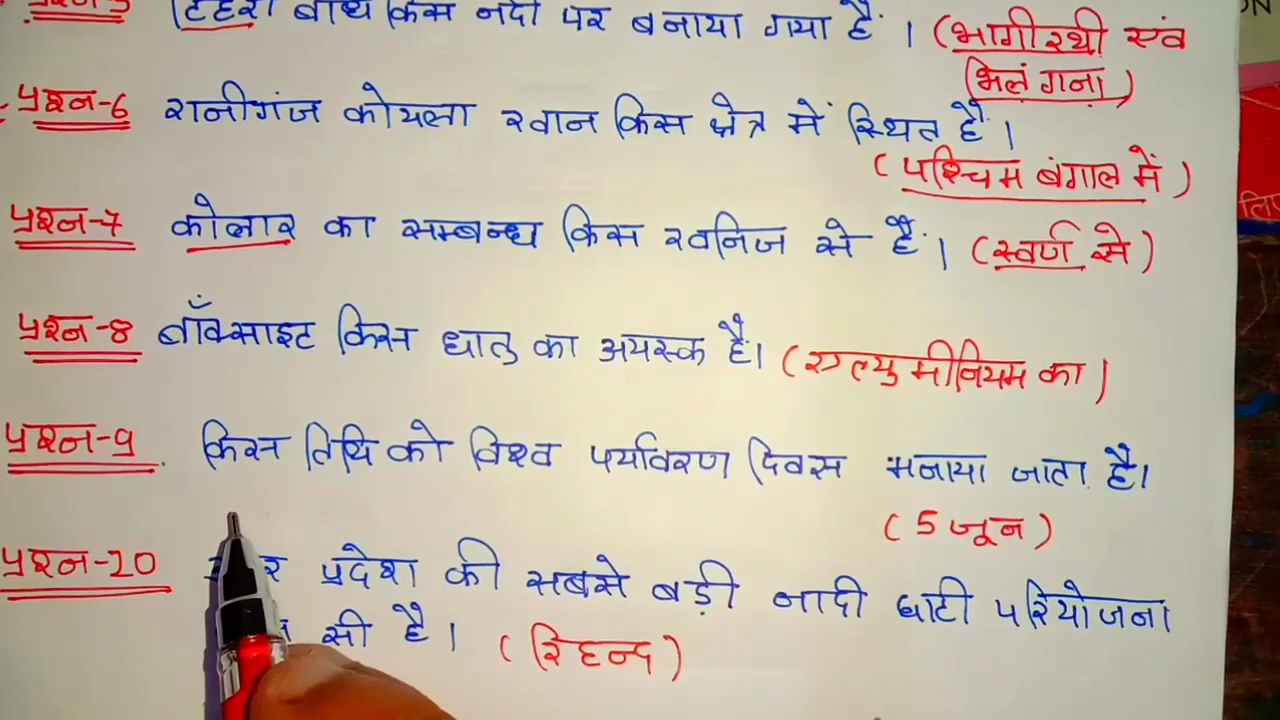 टिहरी बाँध किस नदी पर बनाया गया है । (भागीरथी एंव
भिलंगना)
प्रश्न-6 रानीगंज कोयला खान किस क्षेत्र में स्थित है ।
(पश्चिम बंगाल में)
प्रश्न-7 कोलार का सम्बन्ध किस खनिज से है । (स्वर्ण से)
प्रश्न-8 बॉक्साइट किस धातु का अयस्क है। (एल्युमीनियम का)
प्रश्न-9 किस तिथि को विश्व पर्यावरण दिवस मनाया जाता है।
(5 जून)
प्रश्न-10 प्रदेश की सबसे बड़ी नादी घाटी परियोजना
सी है । (रिहन्द)